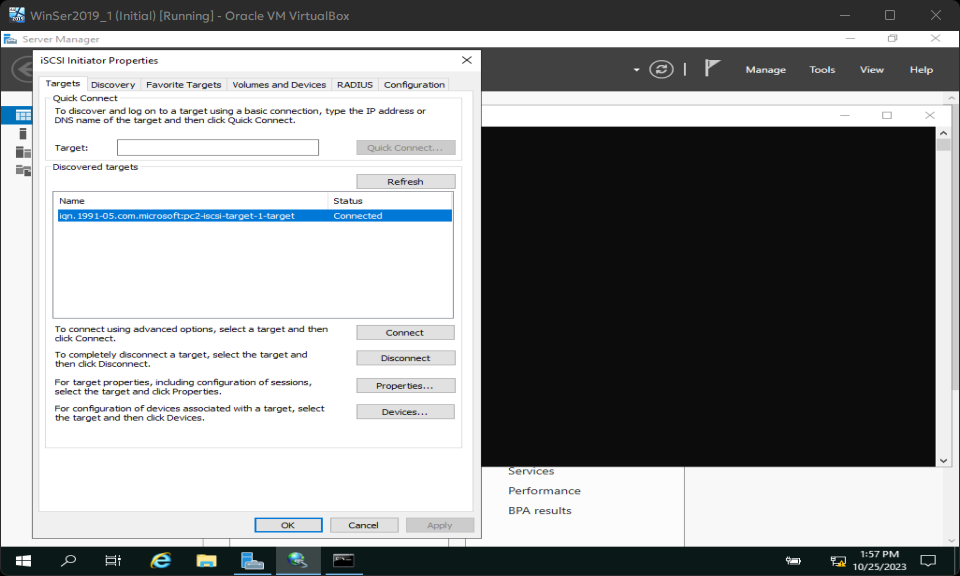 WinSer2019_1 (Initial) [Running] - Oracle VM VirtualBox
Server Manager
iSCSI Initiator Properties
Manage Tools View Help
Targets Discovery Favorite Targets Volumes and Devices RADIUS Configuration
Quick Connect
To discover and log on to a target using a basic connection, type the IP address or
DNS name of the target and then click Quick Connect.
Target: Quick Connect...
Discovered targets
Refresh
Name Status
iqn.1991-05.com.microsoft:pc2-iscsi-target-1-target Connected
To connect using advanced options, select a target and then
click Connect.
Connect
To completely disconnect a target, select the target and
then click Disconnect.
Disconnect
For target properties, including configuration of sessions,
select the target and click Properties.
Properties...
For configuration of devices associated with a target, select
the target and then click Devices.
Devices...
OK Cancel Apply
Services
Performance
BPA results
1:57 PM
10/25/2023